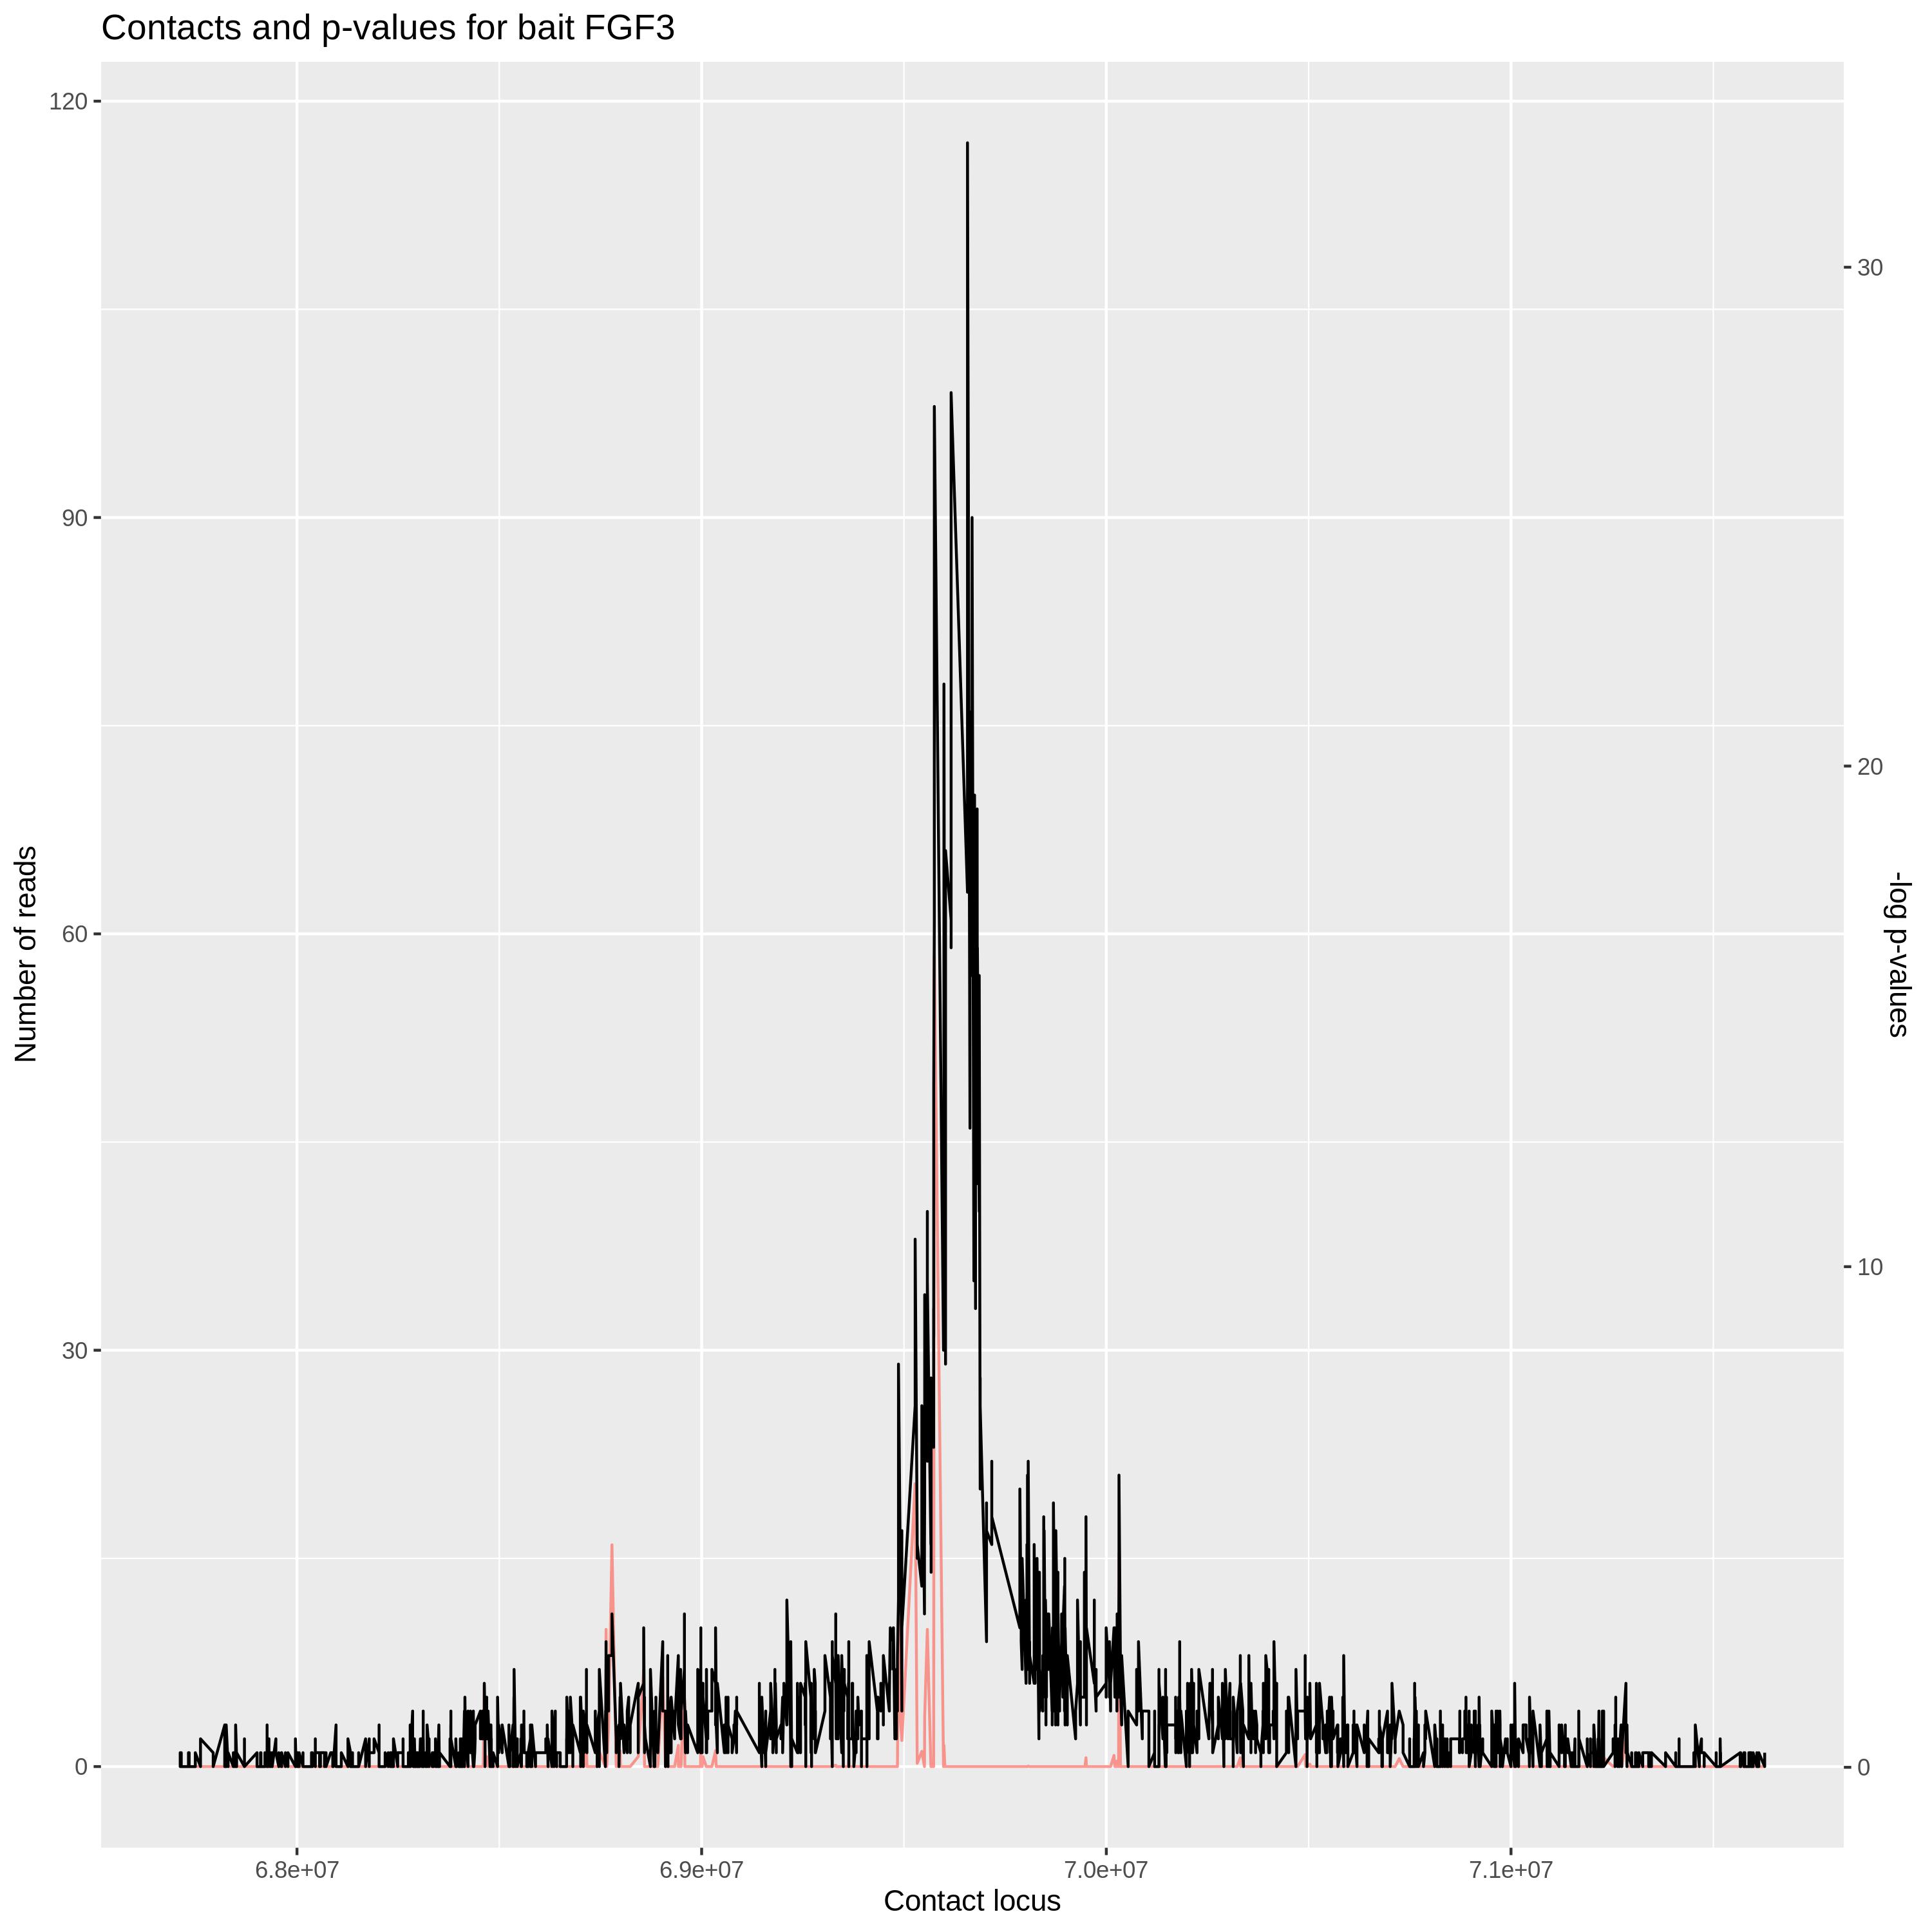 Contacts and p-values for bait FGF3
120
90
60
30
0
Number of reads
30
20
10
0
-log p-values
6.8e+07 6.9e+07 7.0e+07 7.1e+07
Contact locus